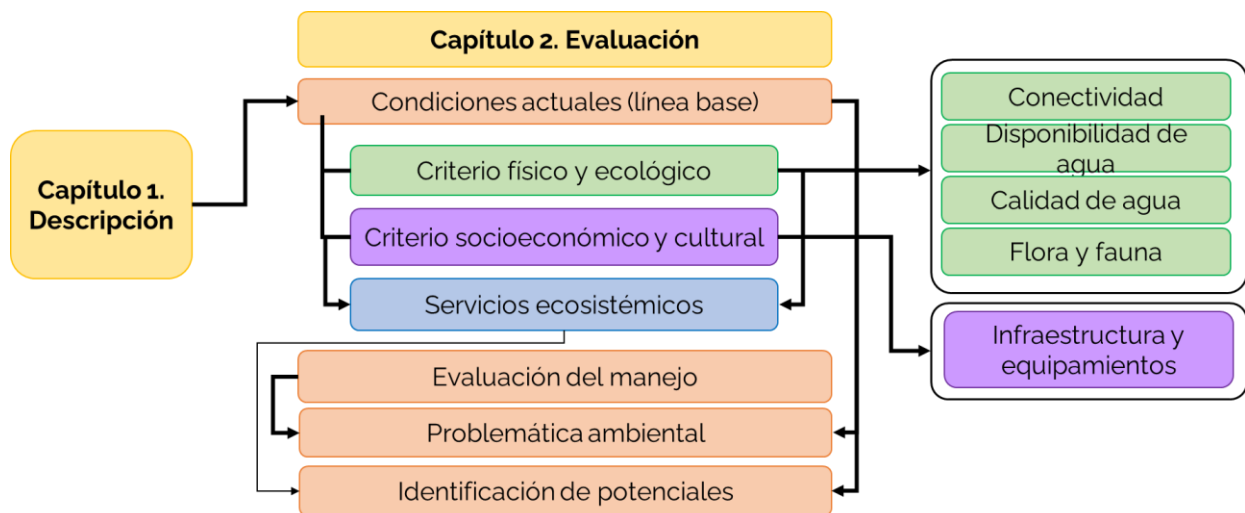 Capítulo 1.
Descripción
Capítulo 2. Evaluación
Condiciones actuales (línea base)
Criterio físico y ecológico
Criterio socioeconómico y cultural
Servicios ecosistémicos
Evaluación del manejo
Problemática ambiental
Identificación de potenciales
Conectividad
Disponibilidad de
agua
Calidad de agua
Flora y fauna
Infraestructura y
equipamientos